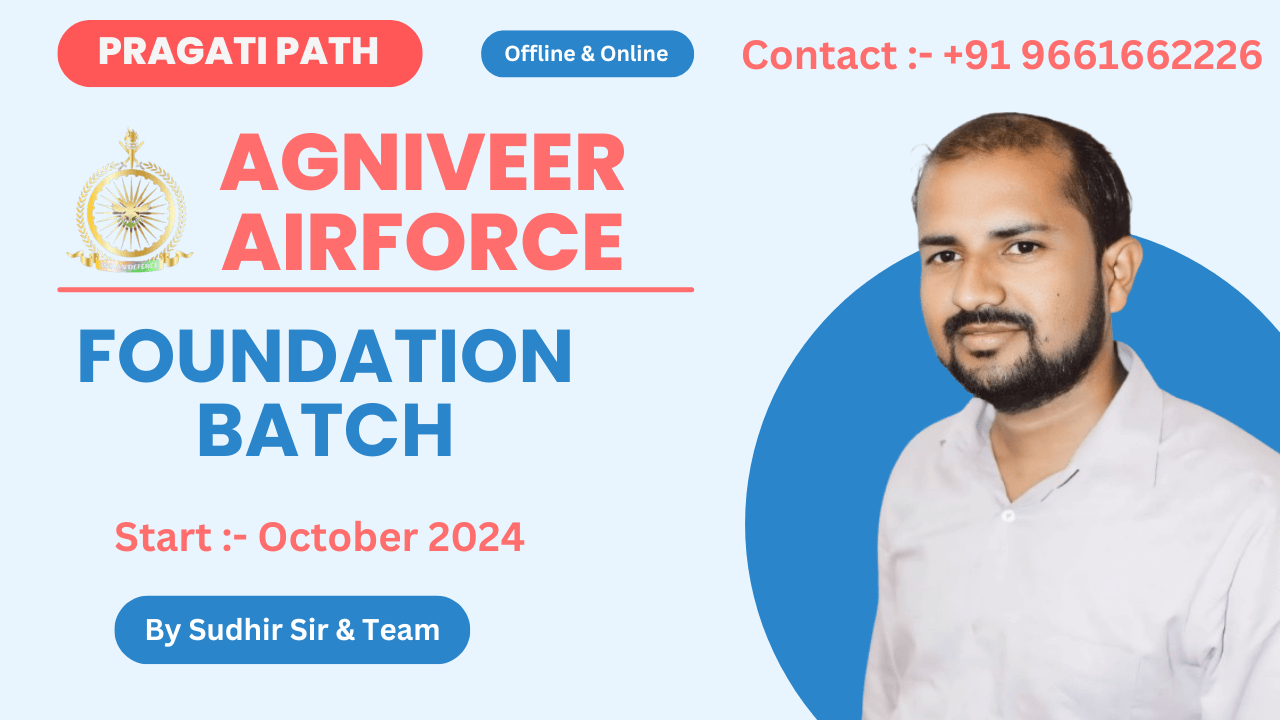 PRAGATI PATH
Offline & Online
Contact :- +91 9661662226
AGNIVEER
AIRFORCE
FOUNDATION
BATCH
Start :- October 2024
By Sudhir Sir & Team